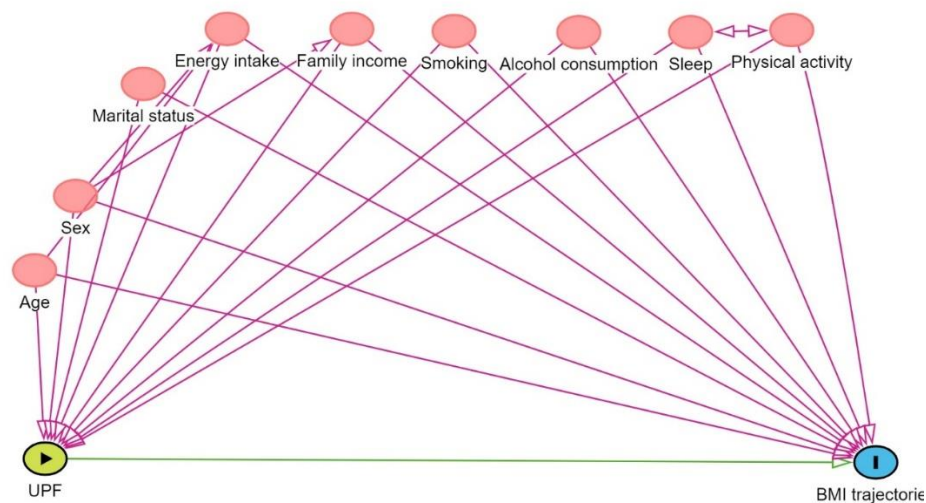 Energy intake Family income Smoking Alcohol consumption Sleep Physical activity
Marital status
Sex
Age
UPF
BMI trajectorie